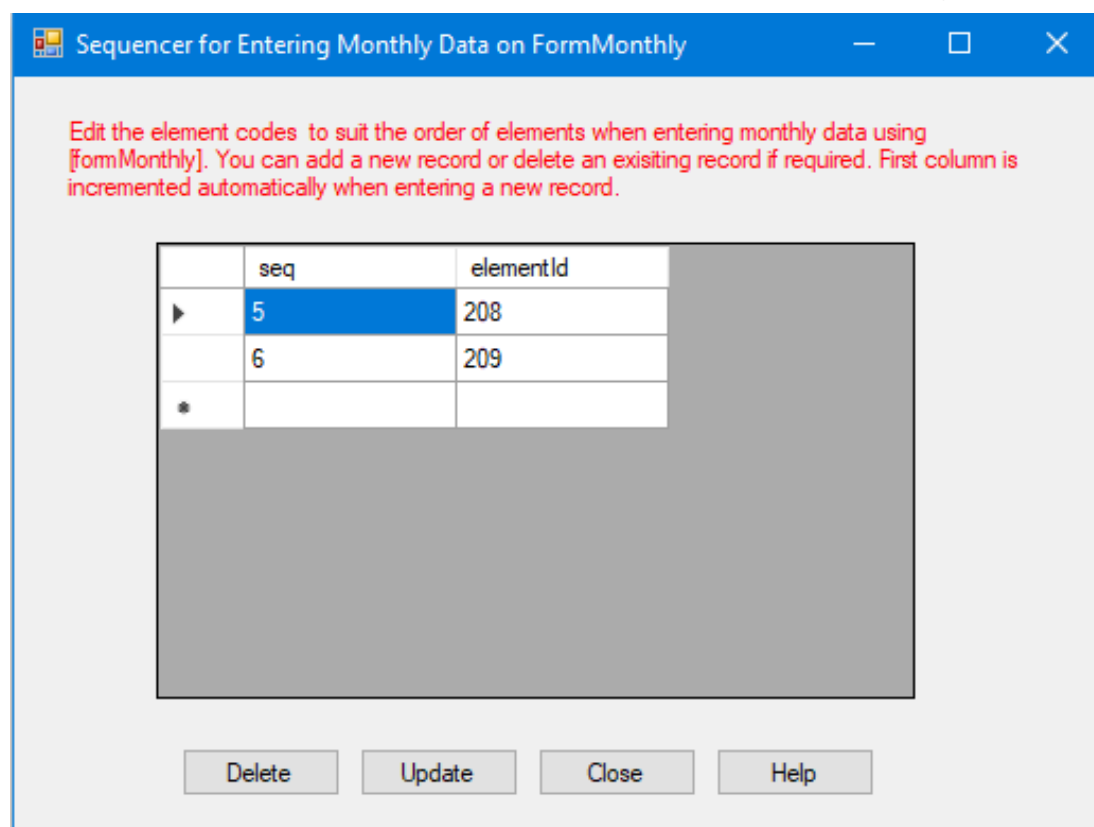 Sequencer for Entering Monthly Data on FormMonthly
Edit the element codes  to suit the order of elements when entering monthly data using
[formMonthly]. You can add a new record or delete an exisiting record if required. First column is
incremented automatically when entering a new record.
seq elementId
5 208
6 209
Delete Update Close Help